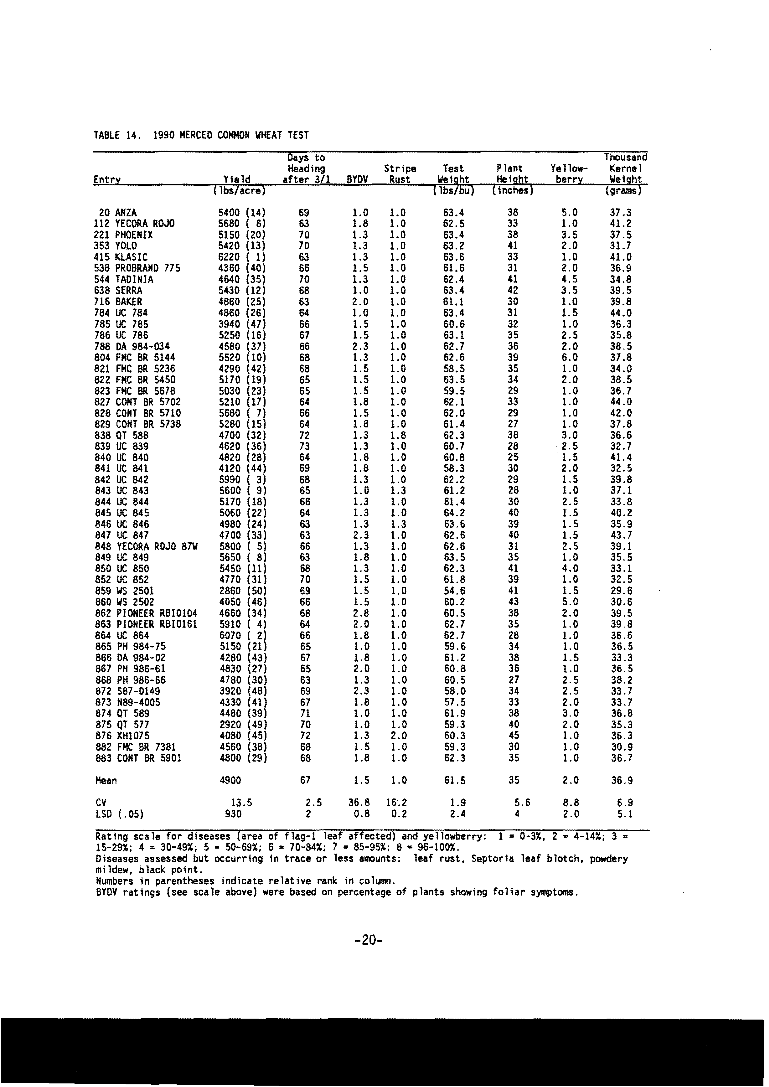 TABLE 14. 1990 MERCED COMMON WHEAT TEST
Days to Thousand
Heading Stripe Test Plant Yellow- Kernel
Entry Yield after 3/1 BYDV Rust Weight Height berry Weight
(lbs/acre) (lbs/bu) (inches) (grams)
20 ANZA 5400 (14) 69 1.0 1.0 63.4 36 5.0 37.3
112 YECORA ROJO 5680 ( 6) 63 1.8 1.0 62.5 33 1.0 41.2
221 PHOENIX 5150 (20) 70 1.3 1.0 63.4 38 3.5 37.5
353 YOLO 5420 (13) 70 1.3 1.0 63.2 41 2.0 31.7
415 KLASIC 6220 ( 1) 63 1.3 1.0 63.6 33 1.0 41.0
538 PROBRAND 775 4360 (40) 66 1.5 1.0 61.6 31 2.0 36.9
544 TADINIA 4640 (35) 70 1.3 1.0 62.4 41 4.5 34.8
638 SERRA 5430 (12) 68 1.0 1.0 63.4 42 3.5 39.5
716 BAKER 4860 (25) 63 2.0 1.0 61.1 30 1.0 39.8
784 UC 784 4860 (26) 64 1.0 1.0 63.4 31 1.5 44.0
785 UC 785 3940 (47) 66 1.5 1.0 60.6 32 1.0 36.3
786 UC 786 5250 (16) 67 1.5 1.0 63.1 35 2.5 35.8
788 DA 984-034 4580 (37) 66 2.3 1.0 62.7 36 2.0 38.5
804 FMC BR 5144 5520 (10) 68 1.3 1.0 62.6 39 6.0 37.8
821 FMC BR 5236 4290 (42) 68 1.5 1.0 58.5 35 1.0 34.0
822 FMC BR 5450 5170 (19) 65 1.5 1.0 63.5 34 2.0 38.5
823 FMC BR 5678 5030 (23) 65 1.5 1.0 59.5 29 1.0 36.7
827 CONT BR 5702 5210 (17) 64 1.8 1.0 62.1 33 1.0 44.0
828 CONT BR 5710 5680 ( 7) 66 1.5 1.0 62.0 29 1.0 42.0
829 CONT BR 5738 5280 (15) 64 1.8 1.0 61.4 27 1.0 37.8
838 QT 588 4700 (32) 72 1.3 1.8 62.3 38 3.0 36.6
839 UC 839 4620 (36) 73 1.3 1.0 60.7 28 2.5 32.7
840 UC 840 4820 (28) 64 1.8 1.0 60.8 25 1.5 41.4
841 UC 841 4120 (44) 69 1.8 1.0 58.3 30 2.0 32.5
842 UC 842 5990 ( 3) 68 1.3 1.0 62.2 29 1.5 39.8
843 UC 843 5600 ( 9) 65 1.0 1.3 61.2 28 1.0 37.1
844 UC 844 5170 (18) 66 1.3 1.0 61.4 30 2.5 33.8
845 UC 845 5060 (22) 64 1.3 1.0 64.2 40 1.5 40.2
846 UC 846 4980 (24) 63 1.3 1.3 63.6 39 1.5 35.9
847 UC 847 4700 (33) 63 2.3 1.0 62.6 40 1.5 43.7
848 YECORA ROJO 87W 5800 ( 5) 66 1.3 1.0 62.6 31 2.5 39.1
849 UC 849 5650 ( 8) 63 1.8 1.0 63.5 35 1.0 35.5
850 UC 850 5450 (11) 68 1.3 1.0 62.3 41 4.0 33.1
852 UC 852 4770 (31) 70 1.5 1.0 61.8 39 1.0 32.5
859 WS 2501 2860 (50) 69 1.5 1.0 54.6 41 1.5 29.6
860 WS 2502 4050 (46) 66 1.5 1.0 60.2 43 5.0 30.6
862 PIONEER RBIO104 4660 (34) 68 2.8 1.0 60.5 38 2.0 39.5
863 PIONEER RBIO161 5910 ( 4) 64 2.0 1.0 62.7 35 1.0 39.8
864 UC 864 6070 ( 2) 66 1.8 1.0 62.7 28 1.0 36.6
865 PH 984-75 5150 (21) 65 1.0 1.0 59.6 34 1.0 36.5
866 DA 984-02 4280 (43) 67 1.8 1.0 61.2 38 1.5 33.3
867 PH 986-61 4830 (27) 65 2.0 1.0 60.8 36 1.0 36.5
868 PH 986-66 4780 (30) 63 1.3 1.0 60.5 27 2.5 38.2
872 S87-0149 3920 (48) 69 2.3 1.0 58.0 34 2.5 33.7
873 N89-4005 4330 (41) 67 1.8 1.0 57.5 33 2.0 33.7
874 QT 589 4480 (39) 71 1.0 1.0 61.9 38 3.0 36.8
875 QT 577 2920 (49) 70 1.0 1.0 59.3 40 2.0 35.3
876 XH1075 4080 (45) 72 1.3 2.0 60.3 45 1.0 36.3
882 FMC BR 7381 4560 (38) 68 1.5 1.0 59.3 30 1.0 30.9
883 CONT BR 5901 4800 (29) 68 1.8 1.0 62.3 35 1.0 36.7
Mean 4900 67 1.5 1.0 61.5 35 2.0 36.9
CV 13.5 2.5 36.8 16.2 1.9 5.6 8.8 6.9
LSD (.05) 930 2 0.8 0.2 2.4 4 2.0 5.1
Rating scale for diseases (area of flag-1 leaf affected) and yellowberry: 1 = 0-3%, 2 = 4-14%; 3 =
15-29%; 4 = 30-49%; 5 = 50-69%; 6 = 70-84%; 7 = 85-95%; 8 = 96-100%.
Diseases assessed but occurring in trace or less amounts: leaf rust, Septoria leaf blotch, powdery
mildew, black point.
Numbers in parentheses indicate relative rank in column.
BYDV ratings (see scale above) were based on percentage of plants showing foliar symptoms.
-20-